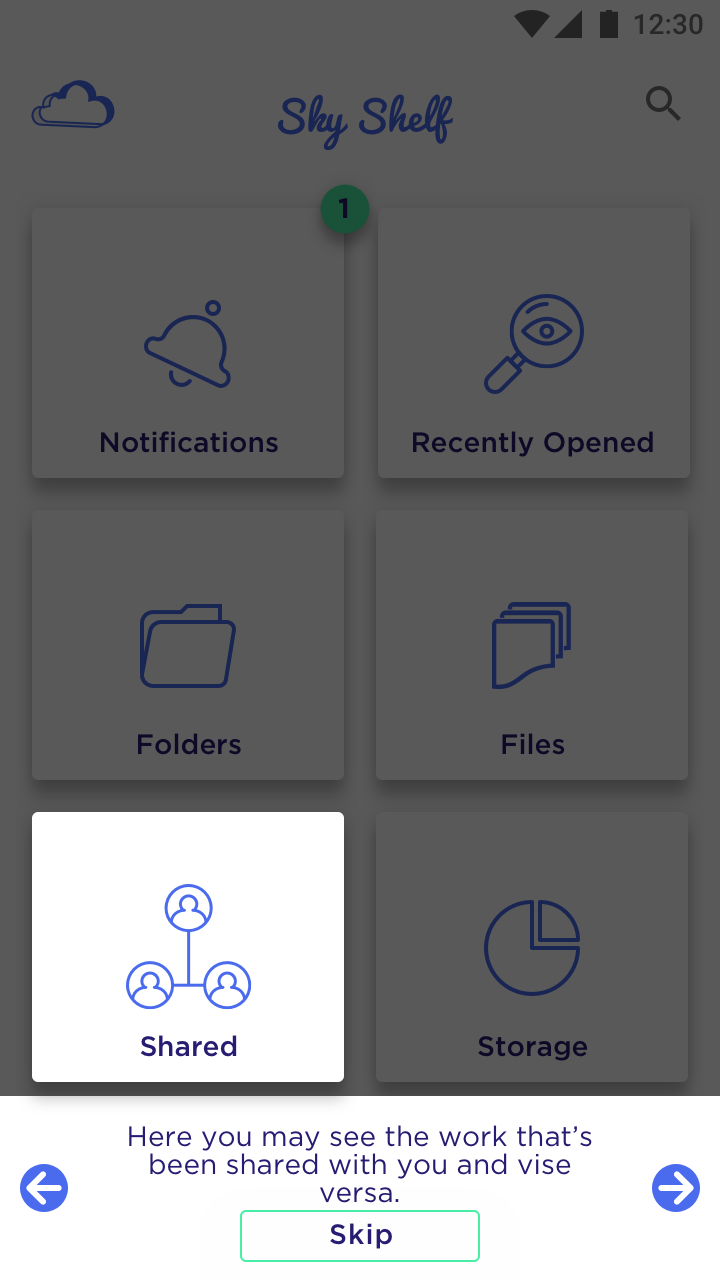 12:30
Sky Shelf
1
Notifications
Recently Opened
Folders
Files
Shared
Storage
Here you may see the work that’s
been shared with you and vise
versa.
Skip